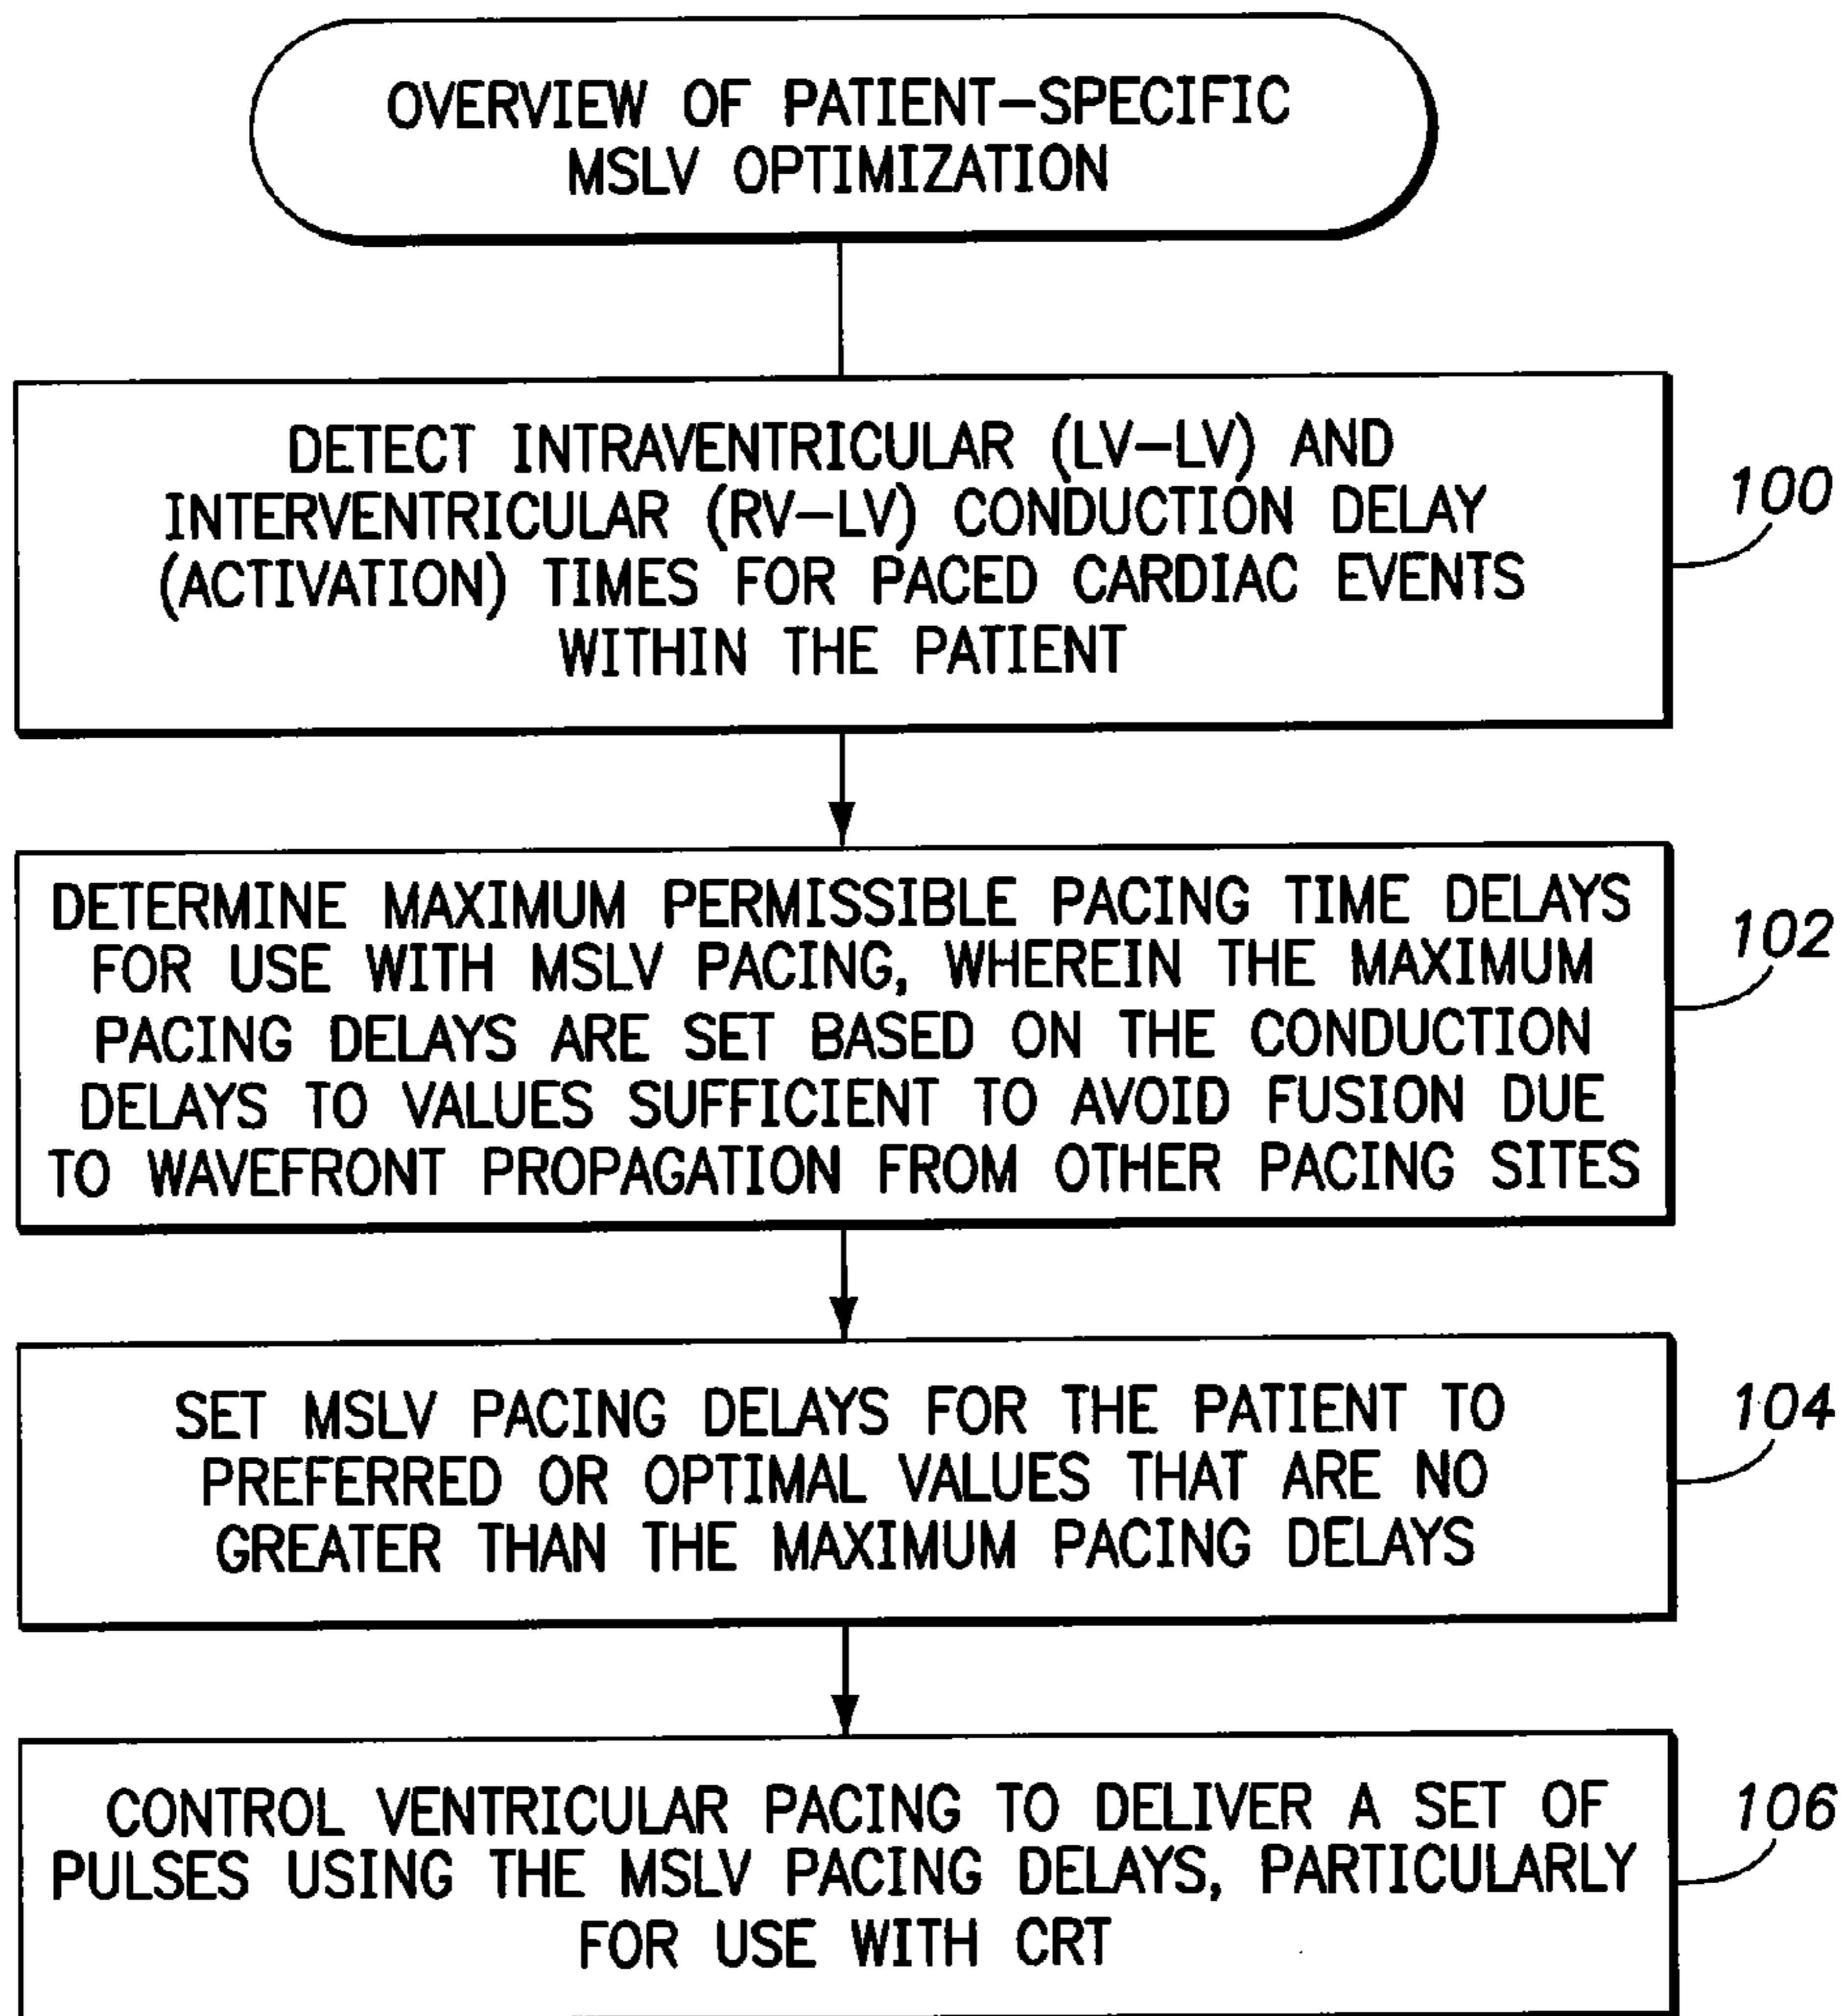 OVERVIEW OF PATIENT-SPECIFIC
MSLV OPTIMIZATION
DETECT INTRAVENTRICULAR (LV-LV) AND
INTERVENTRICULAR (RV-LV) CONDUCTION DELAY
(ACTIVATION) TIMES FOR PACED CARDIAC EVENTS
WITHIN THE PATIENT
100
DETERMINE MAXIMUM PERMISSIBLE PACING TIME DELAYS
FOR USE WITH MSLV PACING, WHEREIN THE MAXIMUM
PACING DELAYS ARE SET BASED ON THE CONDUCTION
DELAYS TO VALUES SUFFICIENT TO AVOID FUSION DUE
TO WAVEFRONT PROPAGATION FROM OTHER PACING SITES
102
SET MSLV PACING DELAYS FOR THE PATIENT TO
PREFERRED OR OPTIMAL VALUES THAT ARE NO
GREATER THAN THE MAXIMUM PACING DELAYS
104
CONTROL VENTRICULAR PACING TO DELIVER A SET OF
PULSES USING THE MSLV PACING DELAYS, PARTICULARLY
FOR USE WITH CRT
106